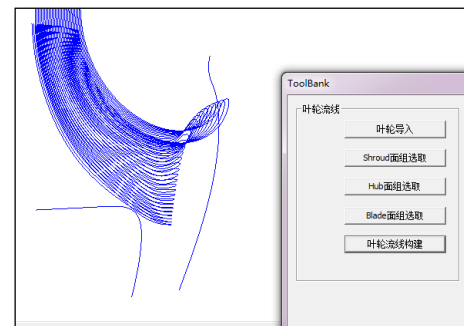 ToolBank
叶轮流线
叶轮导入
Shroud面组选取
Hub面组选取
Blade面组选取
叶轮流线构建